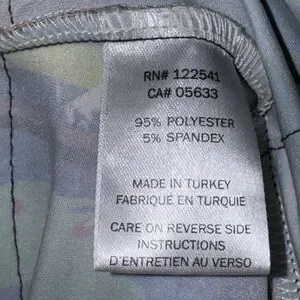 RN# 122541
CA# 05633
95% POLYESTER
5% SPANDEX
MADE IN TURKEY
FABRIQUÉ EN TURQUIE
CARE ON REVERSE SIDE
INSTRUCTIONS
D'ENTRETIEN AU VERSO